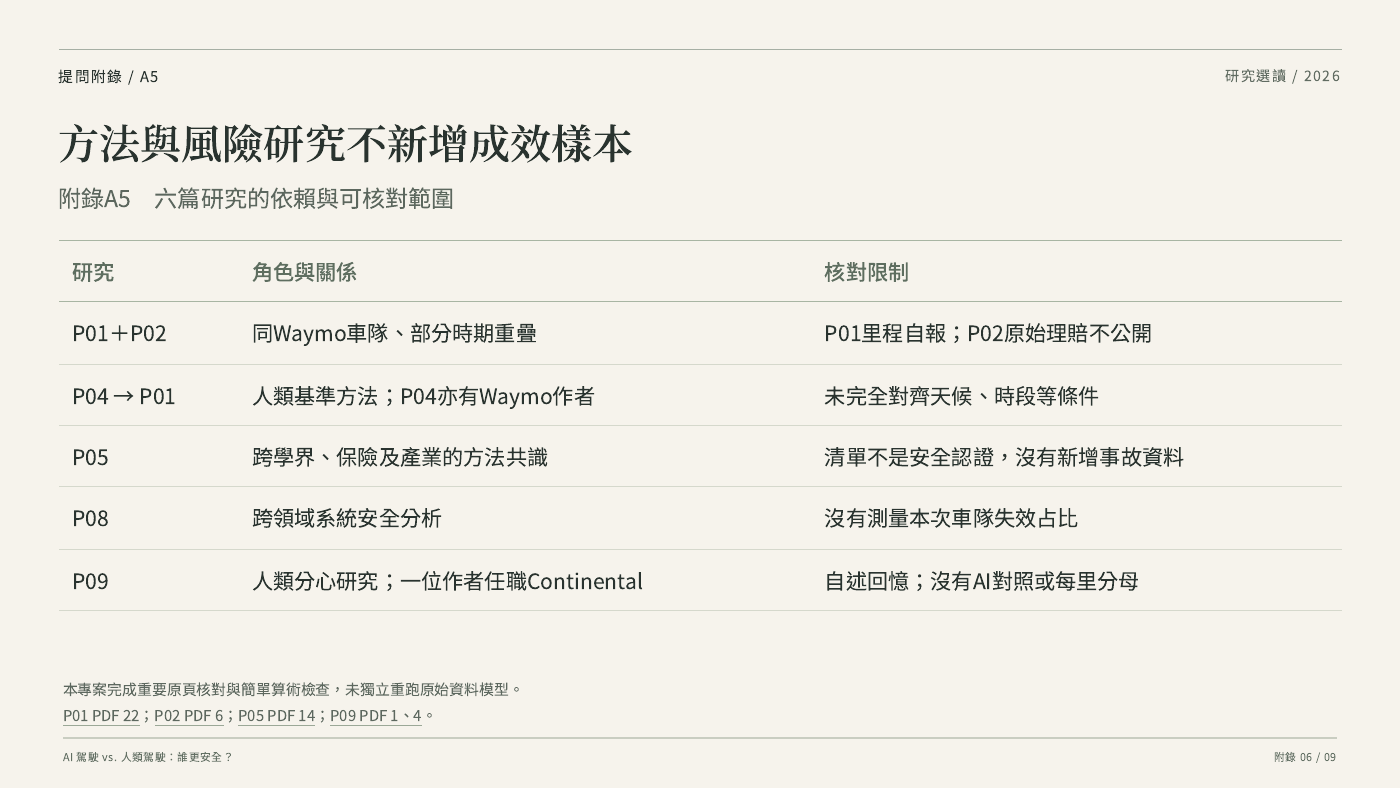 提問附錄 / A5
研究選讀 / 2026
方法與風險研究不新增成效樣本
附錄A5　六篇研究的依賴與可核對範圍
研究 角色與關係 核對限制
P01＋P02 同Waymo車隊、部分時期重疊 P01里程自報；P02原始理賠不公開
P04 → P01 人類基準方法；P04亦有Waymo作者 未完全對齊天候、時段等條件
P05 跨學界、保險及產業的方法共識 清單不是安全認證，沒有新增事故資料
P08 跨領域系統安全分析 沒有測量本次車隊失效占比
P09 人類分心研究；一位作者任職Continental 自述回憶；沒有AI對照或每里分母
本專案完成重要原頁核對與簡單算術檢查，未獨立重跑原始資料模型。
P01 PDF 22；P02 PDF 6；P05 PDF 14；P09 PDF 1、4。
AI 駕駛 vs. 人類駕駛：誰更安全？
附錄 06 / 09